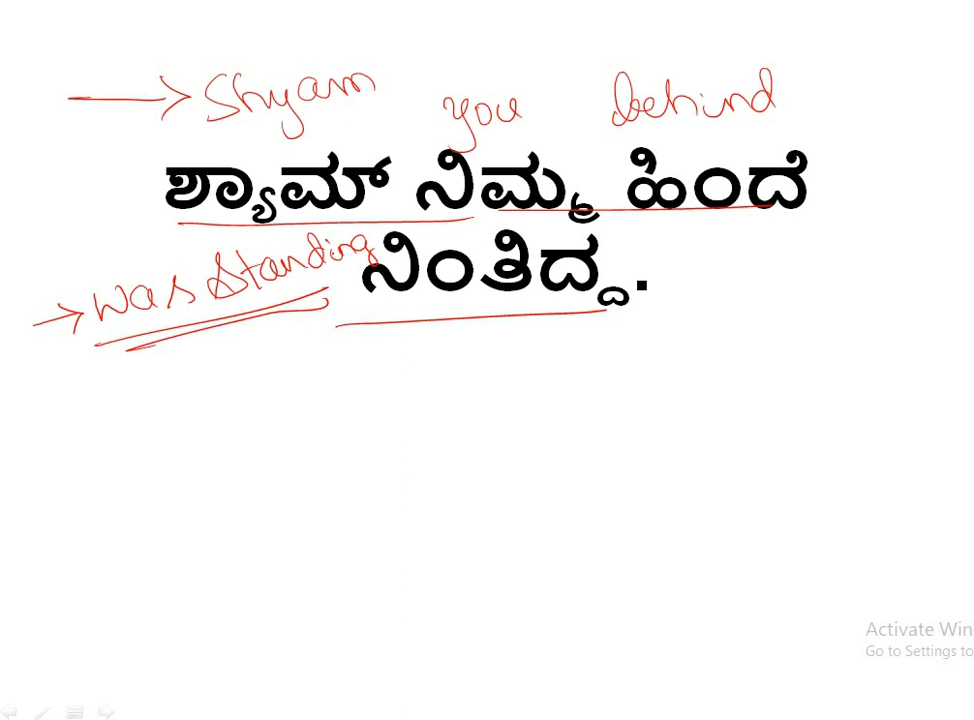 Shyam you behind
ಶ್ಯಾಮ್ ನಿಮ್ಮ ಹಿಂದೆ
was Standing
ನಿಂತಿದ್ದ.
Activate Win
Go to Settings to